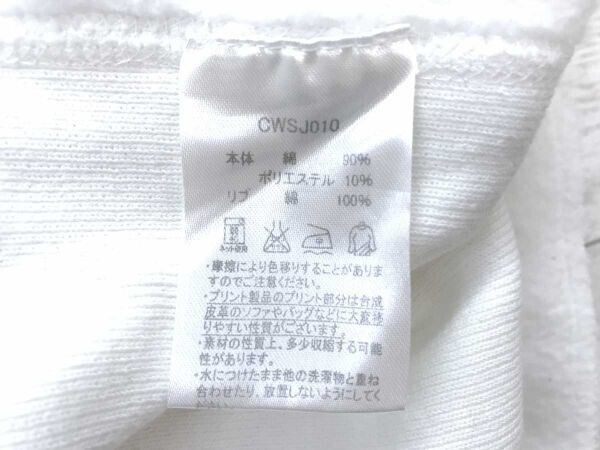 CWSJ010
本体 綿 90%
ポリエステル 10%
リブ 綿 100%
ネット使用
・摩擦により色移りすることがありま
すのでご注意ください。
・プリント製品のプリント部分は合成
皮革のソファやバッグなどに大変移
りやすい性質がございます。
・素材の性質上、多少収縮する可能
性があります。
・水につけたまま他の洗濯物と重ね
合わせたり、放置しないようにしてく